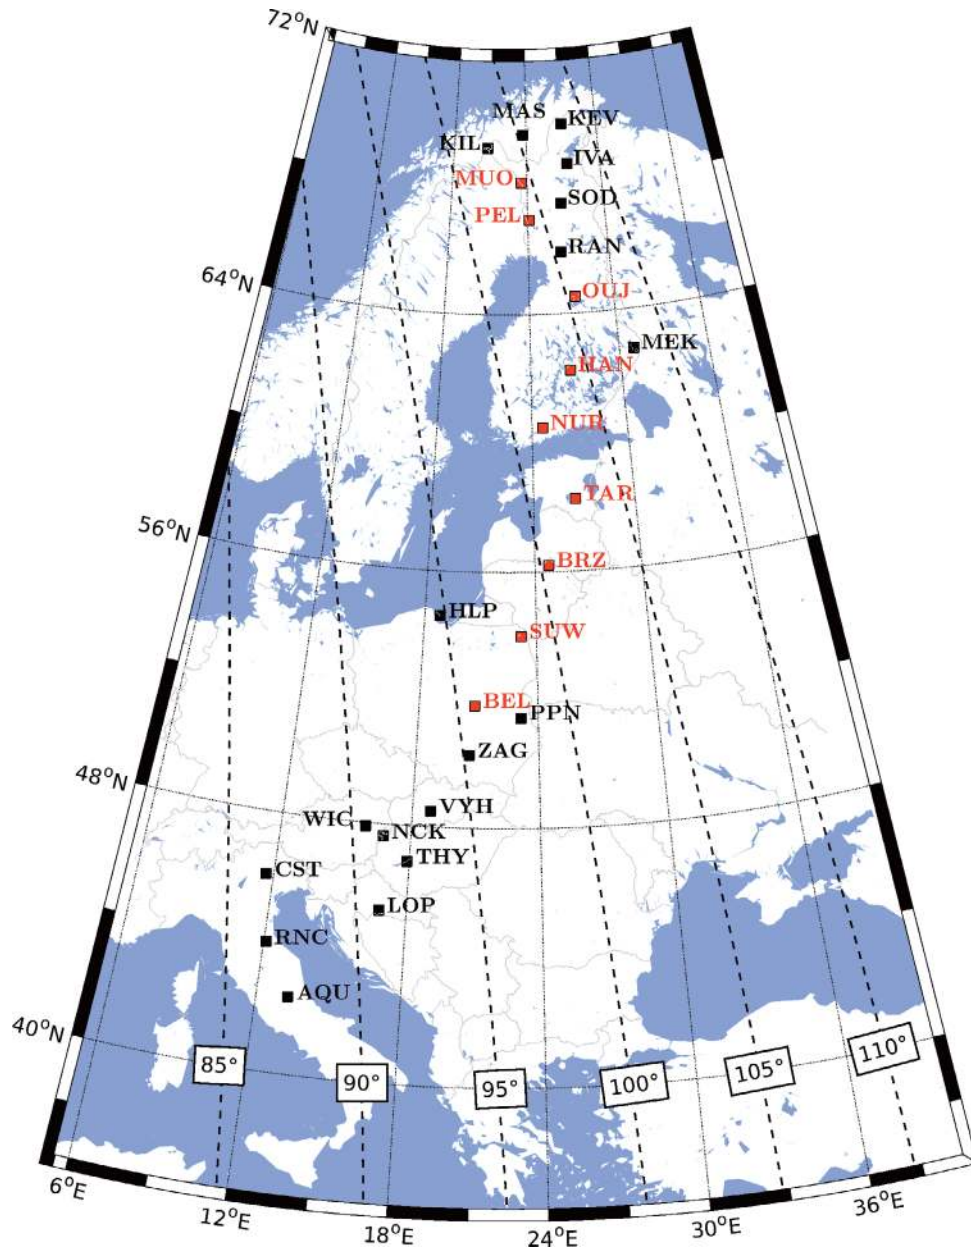 72°N
MAS
KEV
KIL
IVA
MUO
SOD
PEL
RAN
64°N
OUJ
MEK
HAN
NUR
TAR
56°N
BRZ
HLP
SUW
BEL
PPN
ZAG
48°N
VYH
WIC
NCK
THY
CST
LOP
RNC
AQU
40°N
85°
90°
95°
100°
105°
110°
6°E
12°E
18°E
24°E
30°E
36°E